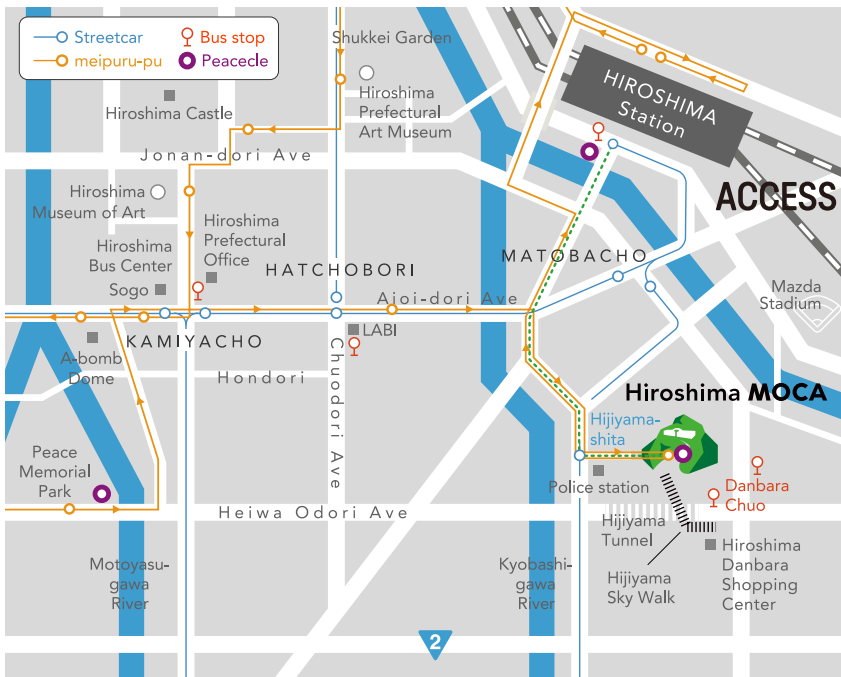 Streetcar
Bus stop
meipuru-pu
Peacecle
Shukkei Garden
Hiroshima Castle
Hiroshima
Prefectural
Art Museum
HIROSHIMA
Station
Jonan-dori Ave
ACCESS
Hiroshima
Museum of Art
Hiroshima
Prefectural
Office
Hiroshima
Bus Center
Sogo
HATCHOBORI
MATOBACHO
Mazda
Stadium
Ajoi-dori Ave
KAMIYACHO
LABI
A-bomb
Dome
Hondori
Chuodori Ave
Hiroshima MOCA
Hijiyama-
shita
Peace
Memorial
Park
Police station
Danbara
Chuo
Heiwa Odori Ave
Hijiyama
Tunnel
Hiroshima
Danbara
Shopping
Center
Hijiyama
Sky Walk
Motoyasu-
gawa
River
Kyobashi-
gawa
River
2